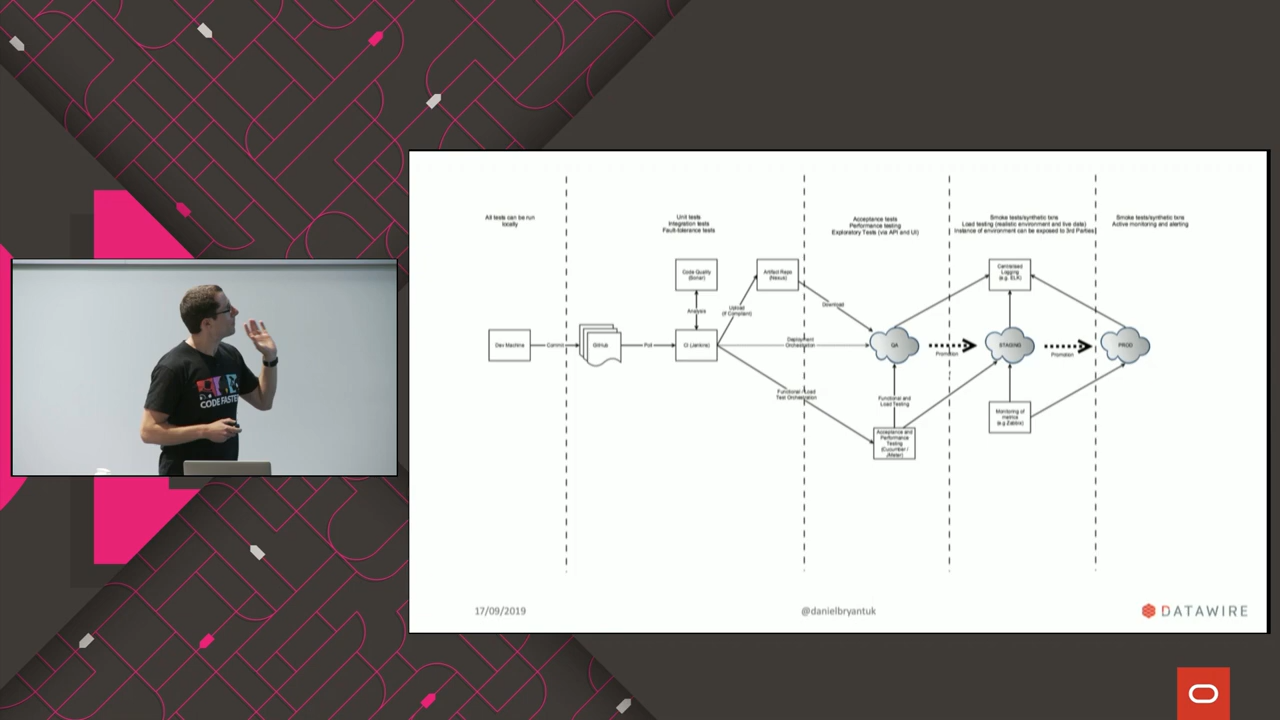 CODE FASTER
All tests can be run
locally
Unit tests
Integration tests
Fault-tolerance tests
Acceptance tests
Performance testing
Exploratory Tests (via API and UI)
Smoke tests/synthetic txns
Load testing (realistic environment and live data)
Instance of environment can be exposed to 3rd Parties
Smoke tests/synthetic txns
Active monitoring and alerting
Code Quality
(Sonar)
Artifact Repo
(Nexus)
Centralised
Logging
(e.g. ELK)
Analysis
Upload
(If Compliant)
Download
Dev Machine
Commit
GitHub
Poll
CI (Jenkins)
Deployment
Orchestration
QA
Promotion
STAGING
Promotion
PROD
Functional / Load
Test Orchestration
Functional and
Load Testing
Monitoring of
metrics
(e.g Zabbix)
Acceptance and
Performance
Testing
(Cucumber /
JMeter)
17/09/2019
@danielbryantuk
DATAWIRE